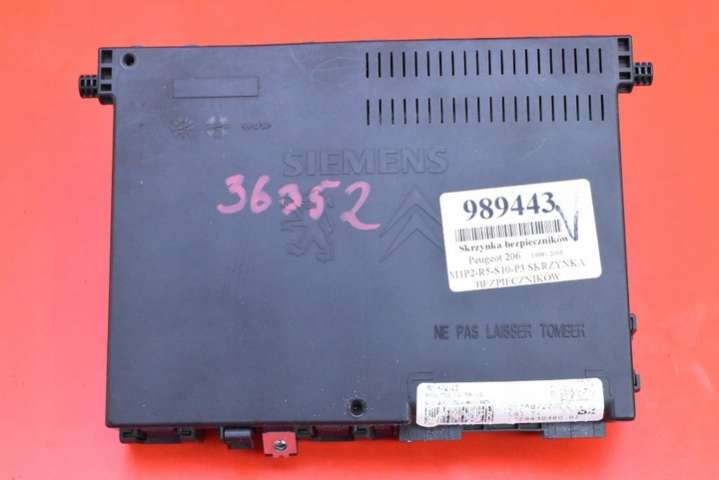 SIEMENS
36352
989443
Skrzynka bezpieczników
Peugeot 206
M1P2-R5-S10-P3 SKRZYNKA
BEZPIECZNIKÓW
NE PAS LAISSER TOMBER